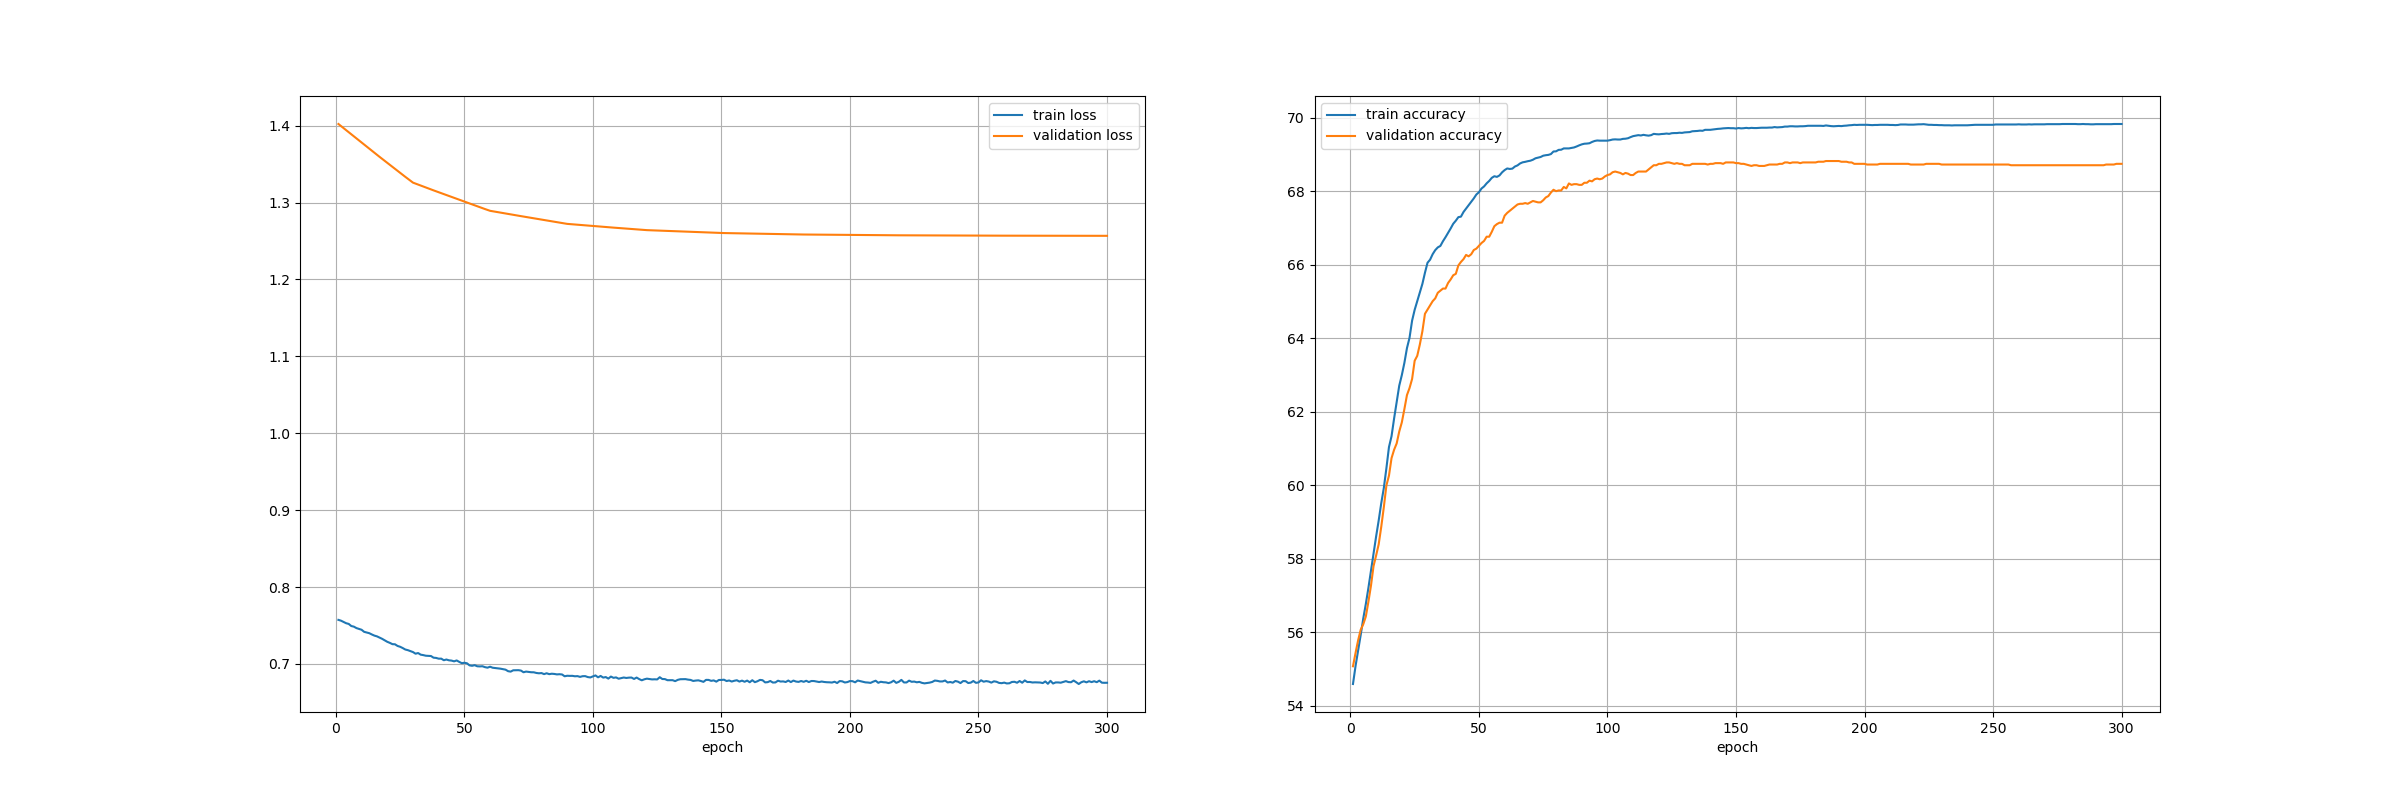 train loss
validation loss
1.4
1.3
1.2
1.1
1.0
0.9
0.8
0.7
0 50 100 150 200 250 300
epoch
train accuracy
validation accuracy
70
68
66
64
62
60
58
56
54
0 50 100 150 200 250 300
epoch